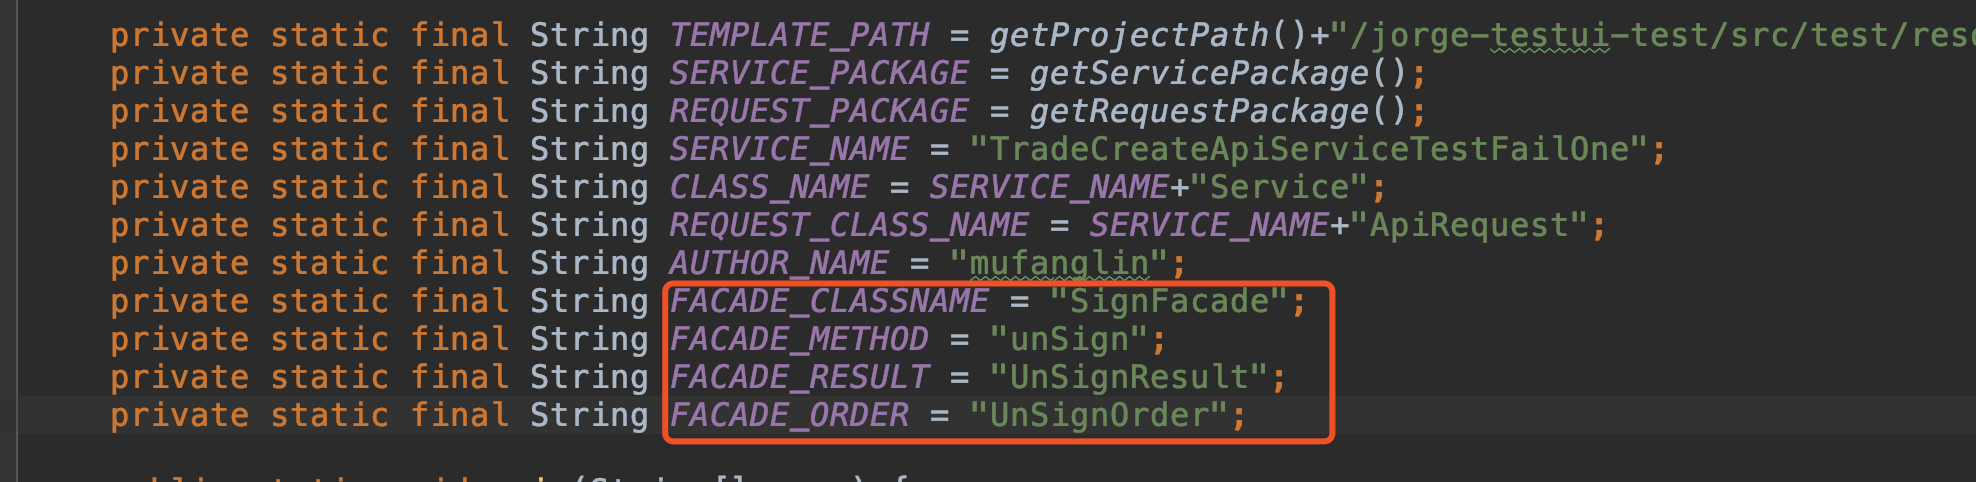 private static final String TEMPLATE_PATH = getProjectPath()+"/jorge-testui-test/src/test/reso
private static final String SERVICE_PACKAGE = getServicePackage();
private static final String REQUEST_PACKAGE = getRequestPackage();
private static final String SERVICE_NAME = "TradeCreateApiServiceTestFailOne";
private static final String CLASS_NAME = SERVICE_NAME+"Service";
private static final String REQUEST_CLASS_NAME = SERVICE_NAME+"ApiRequest";
private static final String AUTHOR_NAME = "mufanglin";
private static final String FACADE_CLASSNAME = "SignFacade";
private static final String FACADE_METHOD = "unSign";
private static final String FACADE_RESULT = "UnSignResult";
private static final String FACADE_ORDER = "UnSignOrder";